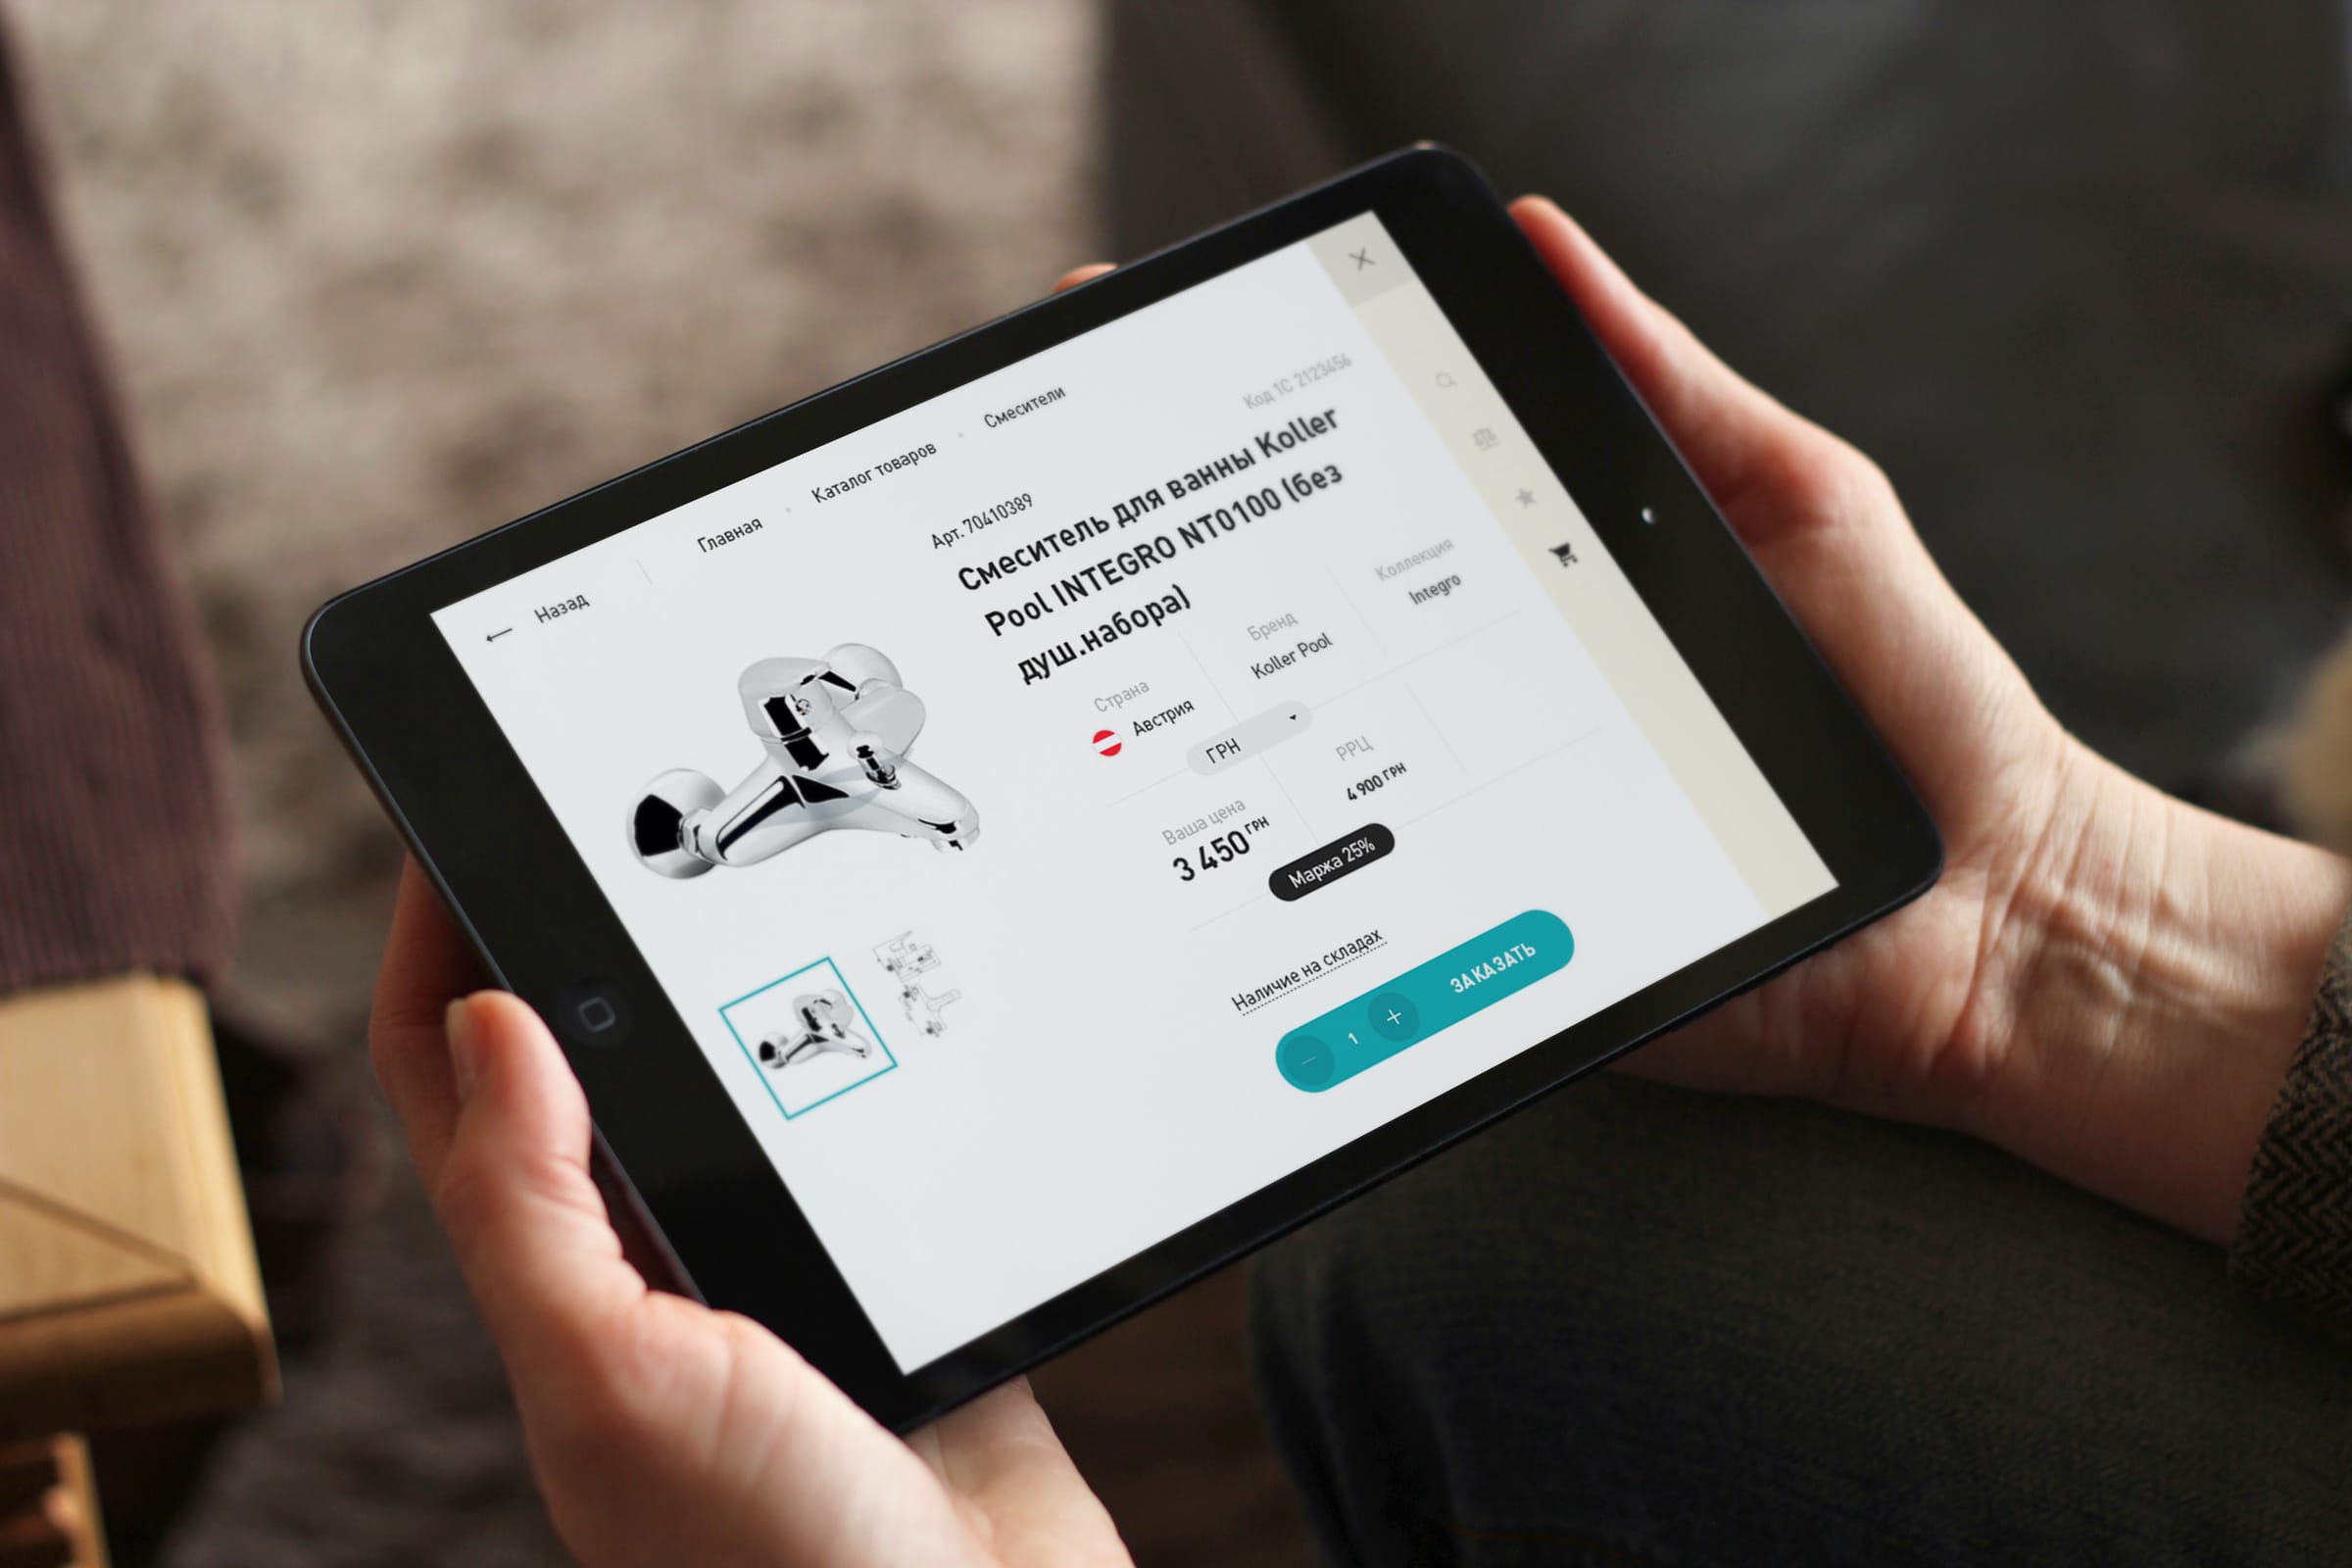 ← Назад
Главная
Каталог товаров
Смесители
Арт. 70410389
Код 1С 2123456
Смеситель для ванны Koller
Pool INTEGRO NT0100 (без
душ.набора)
Страна
Австрия
Бренд
Koller Pool
Коллекция
Integro
ГРН
Ваша цена
3 450 ГРН
РРЦ
4 900 ГРН
Маржа 25%
Наличие на складах
− 1 + ЗАКАЗАТЬ